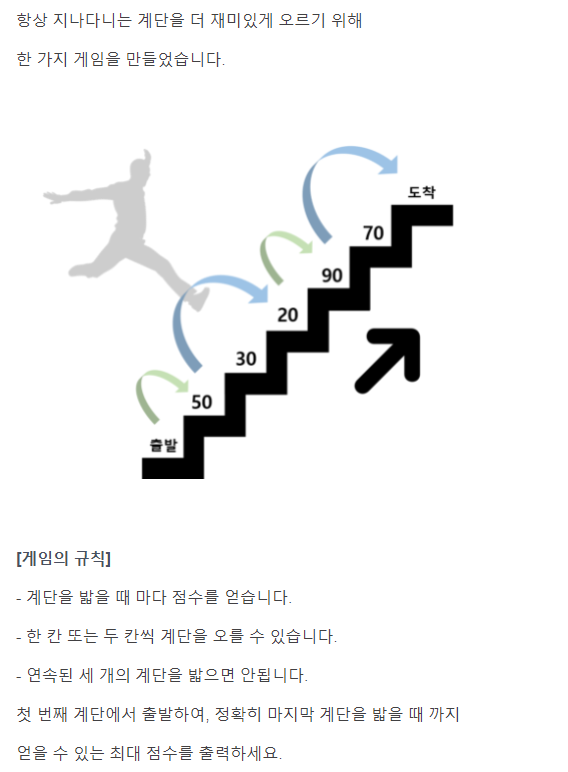 항상 지나다니는 계단을 더 재미있게 오르기 위해
한 가지 게임을 만들었습니다.
도착
70
90
20
30
50
출발
[게임의 규칙]
- 계단을 밟을 때 마다 점수를 얻습니다.
- 한 칸 또는 두 칸씩 계단을 오를 수 있습니다.
- 연속된 세 개의 계단을 밟으면 안됩니다.
첫 번째 계단에서 출발하여, 정확히 마지막 계단을 밟을 때 까지
얻을 수 있는 최대 점수를 출력하세요.